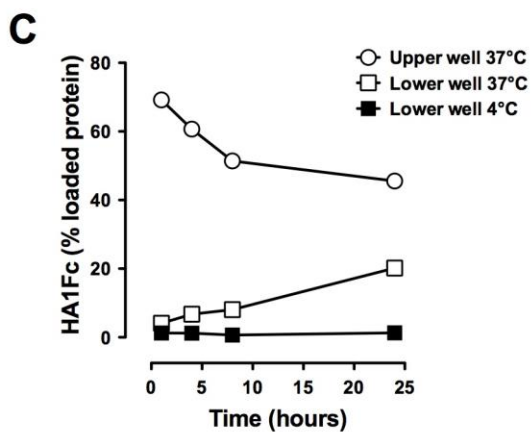 C
Upper well 37°C
Lower well 37°C
Lower well 4°C
HA1Fc (% loaded protein)
80
60
40
20
0
0 5 10 15 20 25
Time (hours)